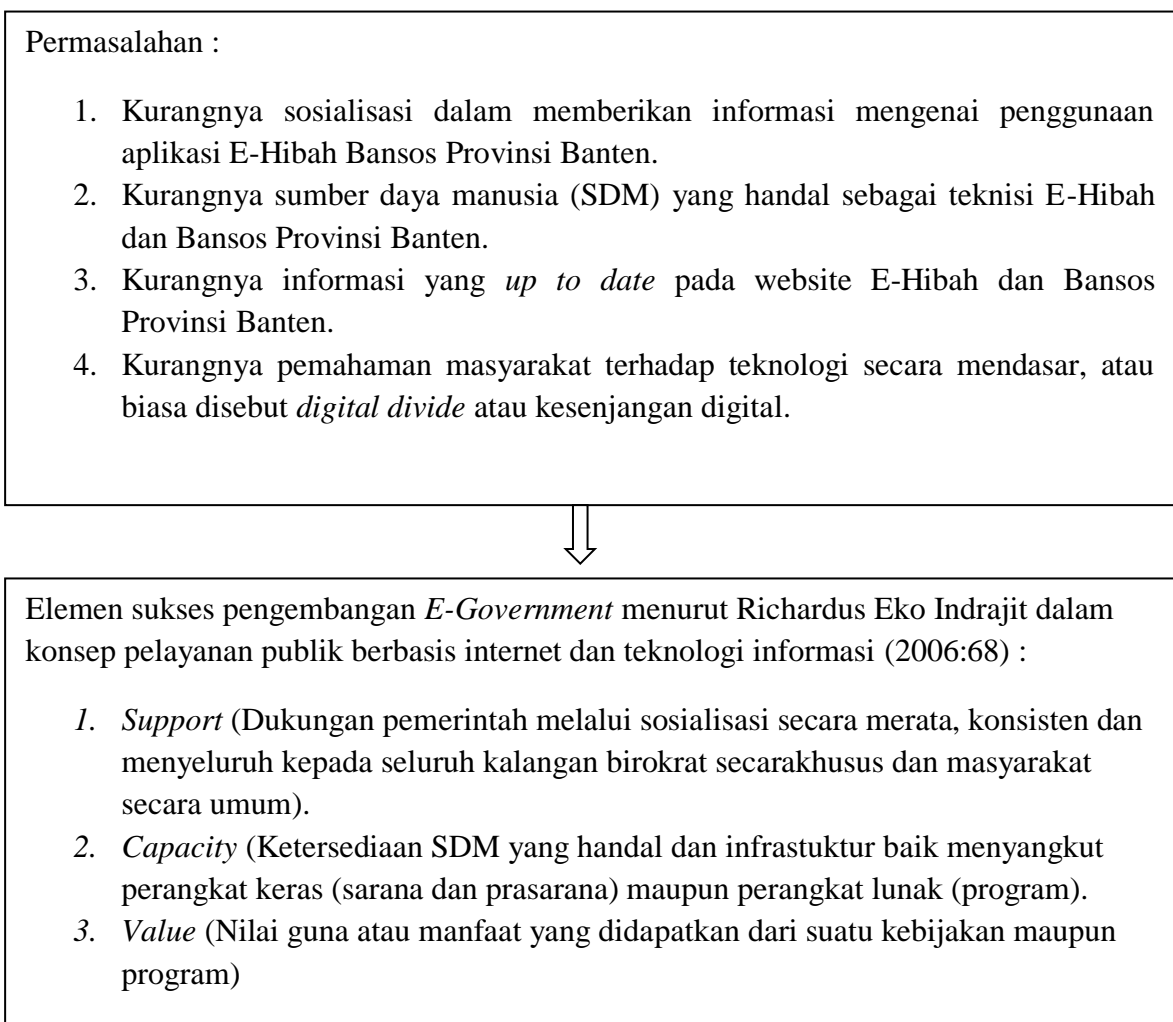 Permasalahan :
1. Kurangnya sosialisasi dalam memberikan informasi mengenai penggunaan
aplikasi E-Hibah Bansos Provinsi Banten.
2. Kurangnya sumber daya manusia (SDM) yang handal sebagai teknisi E-Hibah
dan Bansos Provinsi Banten.
3. Kurangnya informasi yang up to date pada website E-Hibah dan Bansos
Provinsi Banten.
4. Kurangnya pemahaman masyarakat terhadap teknologi secara mendasar, atau
biasa disebut digital divide atau kesenjangan digital.
Elemen sukses pengembangan E-Government menurut Richardus Eko Indrajit dalam
konsep pelayanan publik berbasis internet dan teknologi informasi (2006:68) :
1. Support (Dukungan pemerintah melalui sosialisasi secara merata, konsisten dan
menyeluruh kepada seluruh kalangan birokrat secarakhusus dan masyarakat
secara umum).
2. Capacity (Ketersediaan SDM yang handal dan infrastuktur baik menyangkut
perangkat keras (sarana dan prasarana) maupun perangkat lunak (program).
3. Value (Nilai guna atau manfaat yang didapatkan dari suatu kebijakan maupun
program)